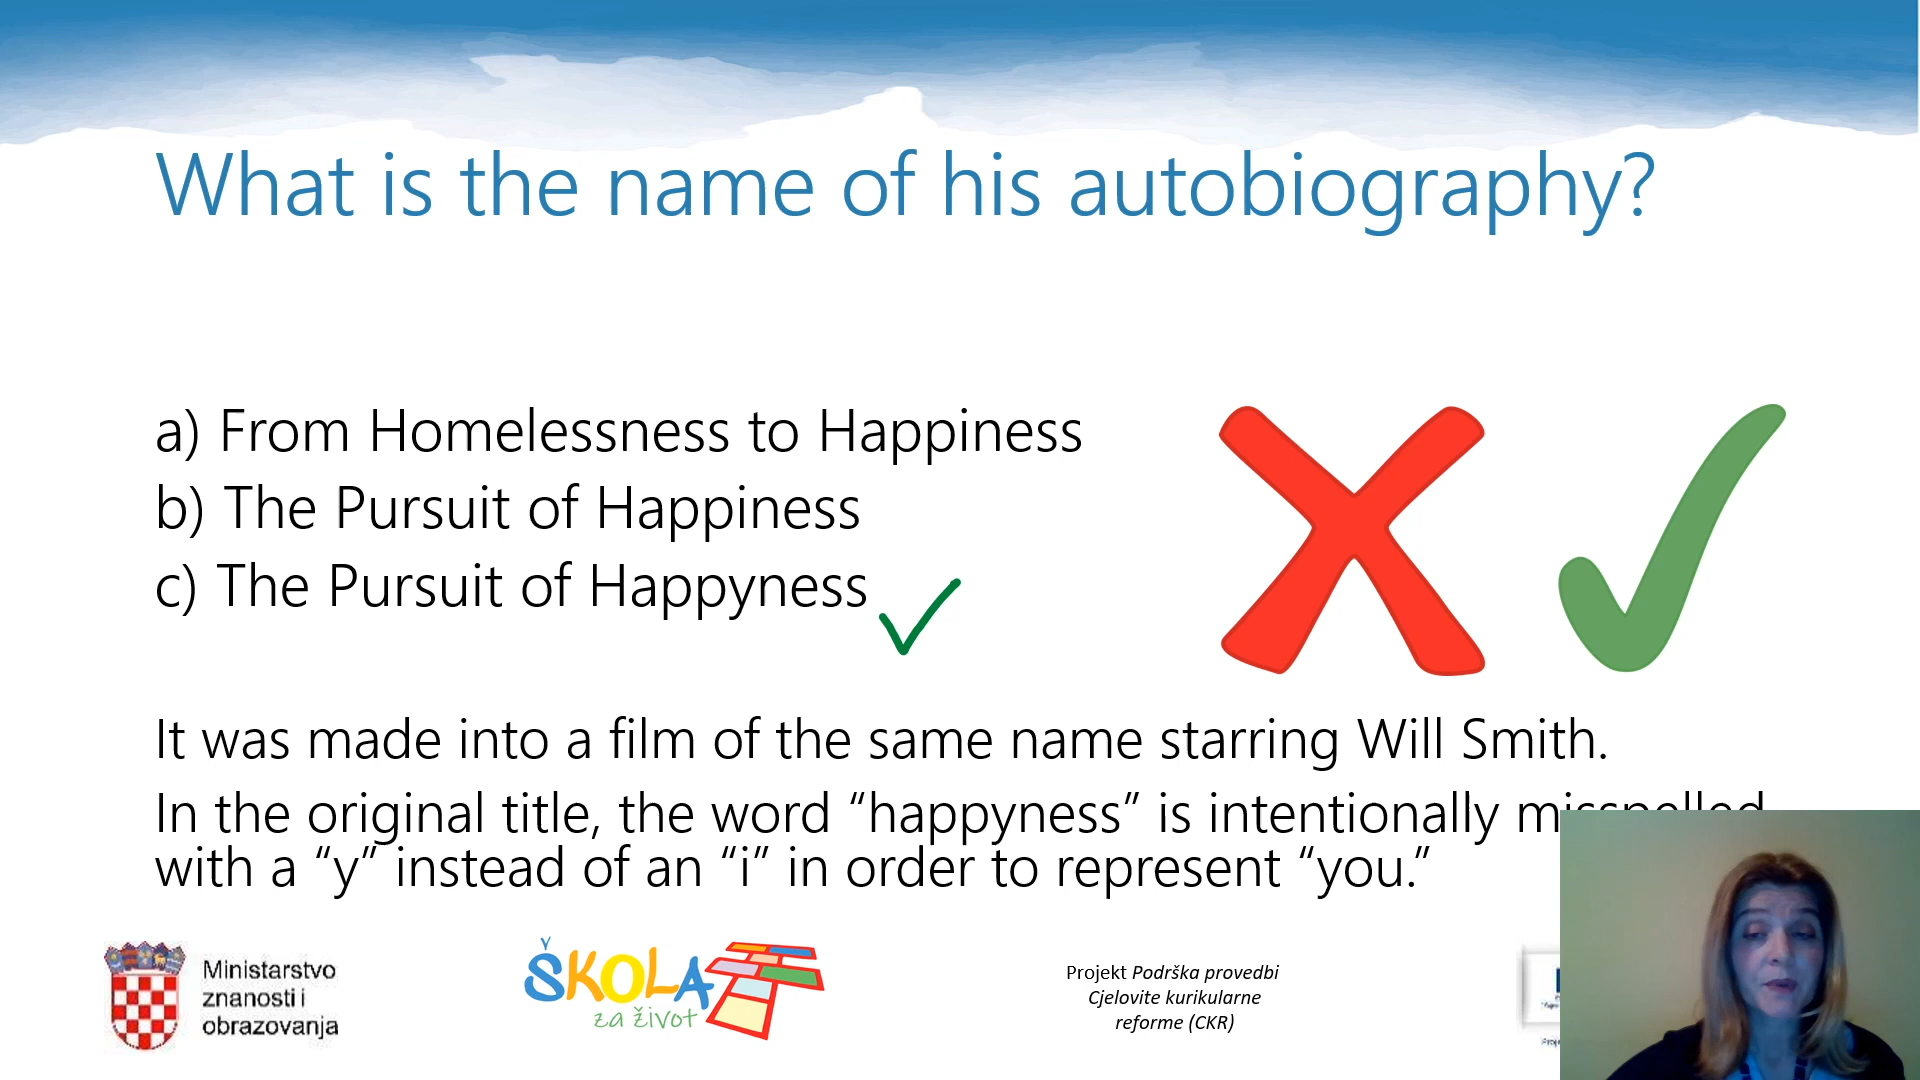 What is the name of his autobiography?
a) From Homelessness to Happiness
b) The Pursuit of Happiness
c) The Pursuit of Happyness
It was made into a film of the same name starring Will Smith.
In the original title, the word “happyness” is intentionally misspelled
with a “y” instead of an “i” in order to represent “you.”
Ministarstvo
znanosti i
obrazovanja
ŠKOLA
za život
Projekt Podrška provedbi
Cjelovite kurikularne
reforme (CKR)